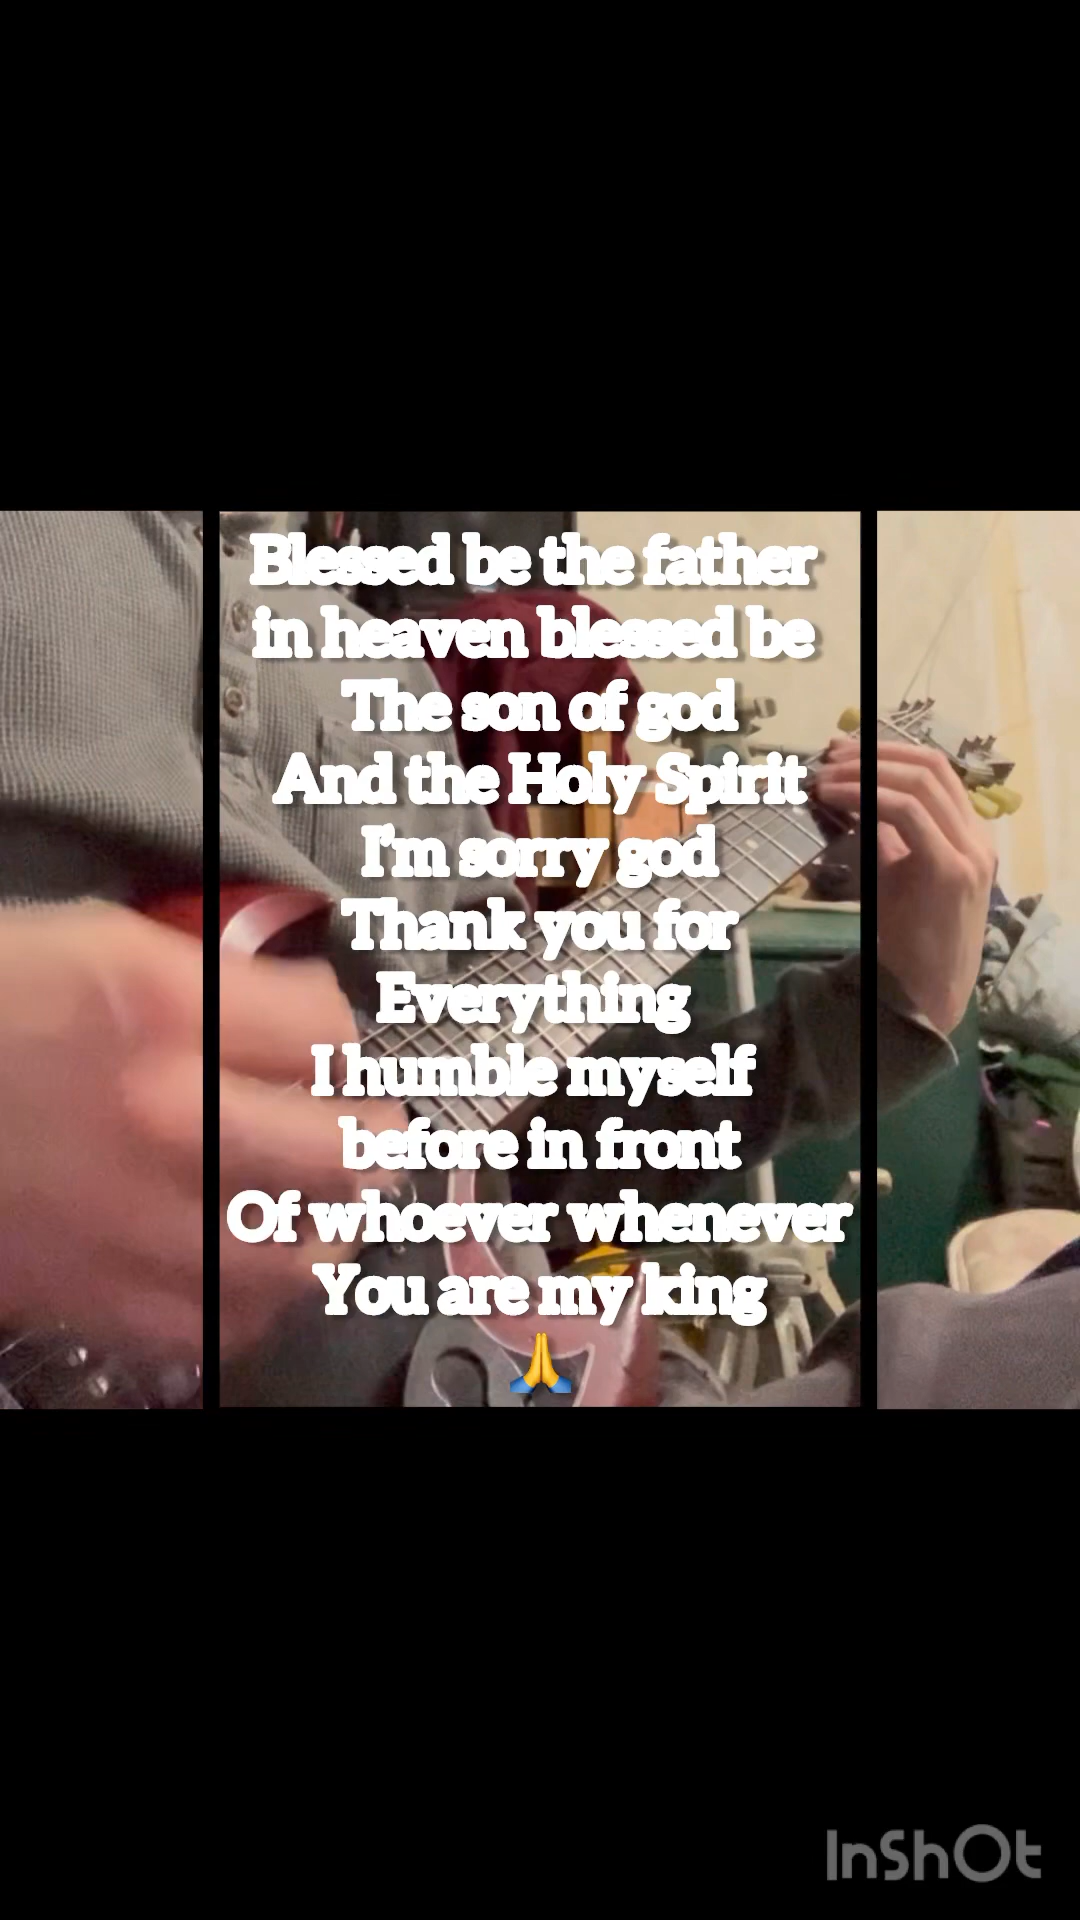 Blessed be the father
in heaven blessed be
The son of god
And the Holy Spirit
I'm sorry god
Thank you for
Everything
I humble myself
before in front
Of whoever whenever
You are my king
🙏
InShOt